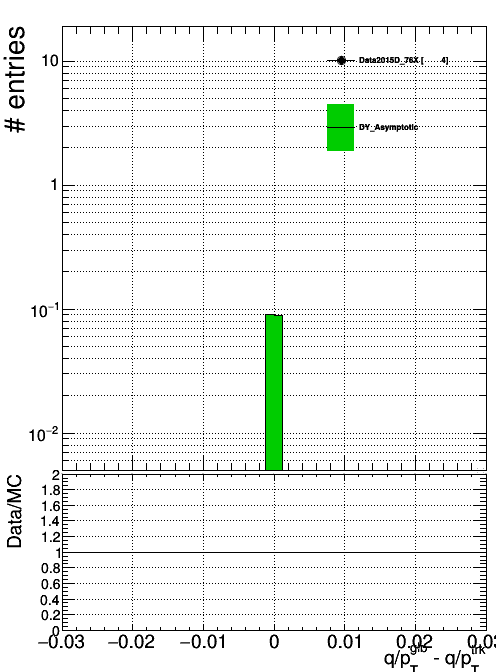 # entries
10
Data2015D_76X [ 4]
DY_Asymptotic
1
10⁻¹
10⁻²
Data/MC
2
1.8
1.6
1.4
1.2
1
0.8
0.6
0.4
0.2
0
−0.03 −0.02 −0.01 0 0.01 0.02 0.03
q/p_T^glb - q/p_T^trk